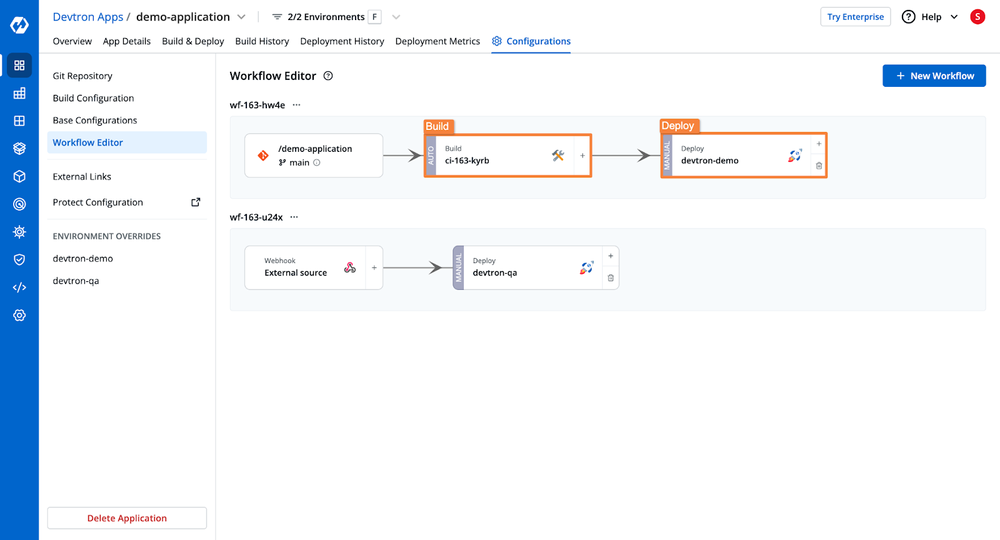 Devtron Apps / demo-application
2/2 Environments F
Try Enterprise
Help
S
Overview
App Details
Build & Deploy
Build History
Deployment History
Deployment Metrics
Configurations
Git Repository
Build Configuration
Base Configurations
Workflow Editor
External Links
Protect Configuration
ENVIRONMENT OVERRIDES
devtron-demo
devtron-qa
Delete Application
Workflow Editor
+ New Workflow
wf-163-hw4e ...
/demo-application
main
Build
AUTO
Build
ci-163-kyrb
+
Deploy
MANUAL
Deploy
devtron-demo
+
wf-163-u24x ...
Webhook
External source
+
MANUAL
Deploy
devtron-qa
+